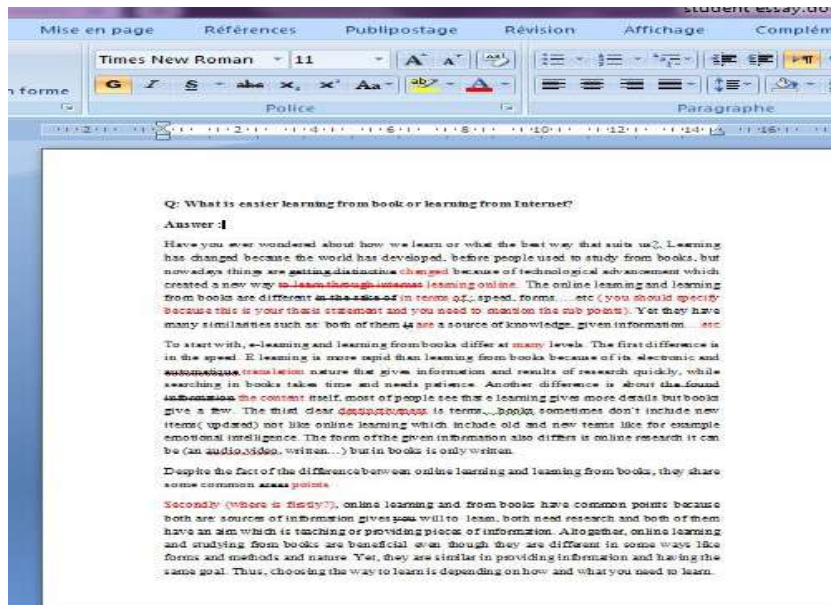 student essay.do
Mise en page Références Publipostage Révision Affichage Complém
Times New Roman 11 A A
n forme G I S abc x₂ x² Aa ab A
Police Paragraphe
2 2 4 6 8 10 12 14 16
Q: What is easier learning from book or learning from Internet?
Answer :
Have you ever wondered about how we learn or what the best way that suits us?, Learning
has changed because the world has developed, before people used to study from books, but
nowadays things are getting distinctive changed because of technological advancement which
created a new way to learn through internet learning online. The online learning and learning
from books are different in the sake of in terms of , speed, forms.....etc ( you should specify
because this is your thesis statement and you need to mention the sub points). Yet they have
many similarities such as: both of them is are a source of knowledge, given information.....etc
To start with, e-learning and learning from books differ at many levels. The first difference is
in the speed. E learning is more rapid than learning from books because of its electronic and
automatique translation nature that gives information and results of research quickly, while
searching in books takes time and needs patience. Another difference is about the found
information the content itself, most of people see that e learning gives more details but books
give a few. The third clear distinctiveness is terms, books sometimes don't include new
items( updated) not like online learning which include old and new terms like for example
emotional intelligence. The form of the given information also differs is online research it can
be (an audio,video, written...) but in books is only written.
Despite the fact of the difference between online learning and learning from books, they share
some common areas points
Secondly (where is firstly?), online learning and from books have common points because
both are: sources of information gives you will to learn, both need research and both of them
have an aim which is teaching or providing pieces of information. Altogether, online learning
and studying from books are beneficial even though they are different in some ways like
forms and methods and nature. Yet, they are similar in providing information and having the
same goal. Thus, choosing the way to learn is depending on how and what you need to learn.